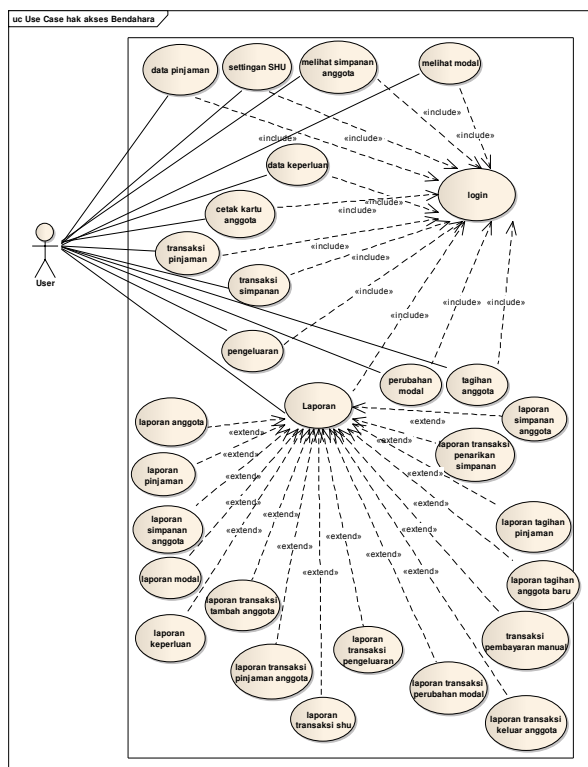 uc Use Case hak akses Bendahara
data pinjaman
settingan SHU
melihat simpanan
anggota
melihat modal
«include»
«include»
«include»
«include»
data keperluan
«include»
login
cetak kartu
anggota
«include»
transaksi
pinjaman
«include»
User
transaksi
simpanan
«include»
«include»
«include»
«include»
«include»
pengeluaran
perubahan
modal
tagihan
anggota
Laporan
laporan anggota
laporan
simpanan
anggota
«extend»
«extend»
laporan transaksi
penarikan
simpanan
«extend»
«extend»
laporan
pinjaman
«extend»
«extend»
laporan
simpanan
anggota
«extend»
«extend»
laporan tagihan
pinjaman
«extend»
«extend»
«extend»
«extend»
laporan modal
«extend»
«extend»
«extend»
laporan tagihan
anggota baru
laporan transaksi
tambah anggota
laporan
keperluan
laporan
transaksi
pengeluaran
transaksi
pembayaran manual
laporan transaksi
pinjaman anggota
laporan transaksi
perubahan modal
laporan
transaksi shu
laporan transaksi
keluar anggota